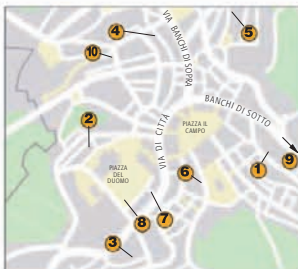 4
VIA BANCHI DI SOPRA
5
10
BANCHI DI SOTTO
2
PIAZZA IL
CAMPO
VIA DI CITTÀ
PIAZZA
DEL
DUOMO
1
9
6
8
7
3